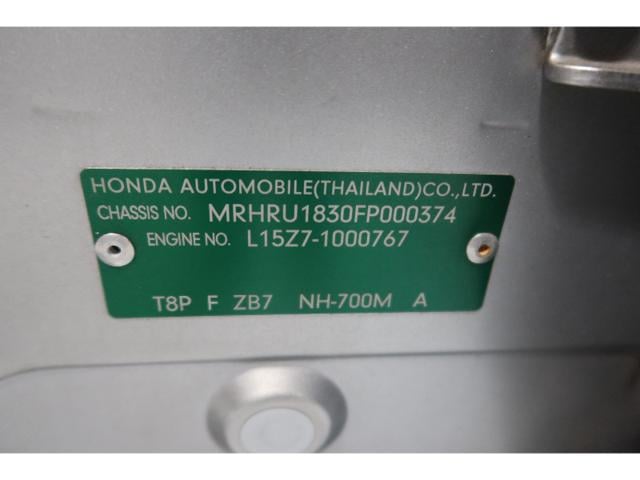 HONDA AUTOMOBILE(THAILAND)CO.,LTD.
CHASSIS NO. MRHRU1830FP000374
ENGINE NO. L15Z7-1000767
T8P F ZB7 NH-700M A